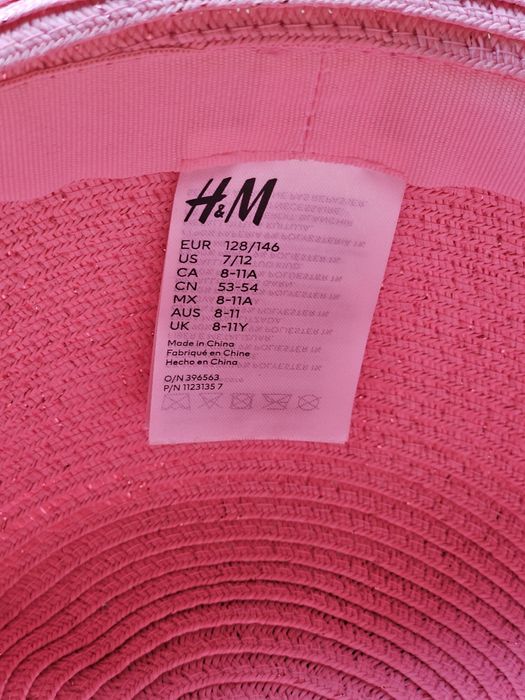 H&M
EUR 128/146
US 7/12
CA 8-11A
CN 53-54
MX 8-11A
AUS 8-11
UK 8-11Y
Made in China
Fabriqué en Chine
Hecho en China
O/N 396563
P/N 1123135 7